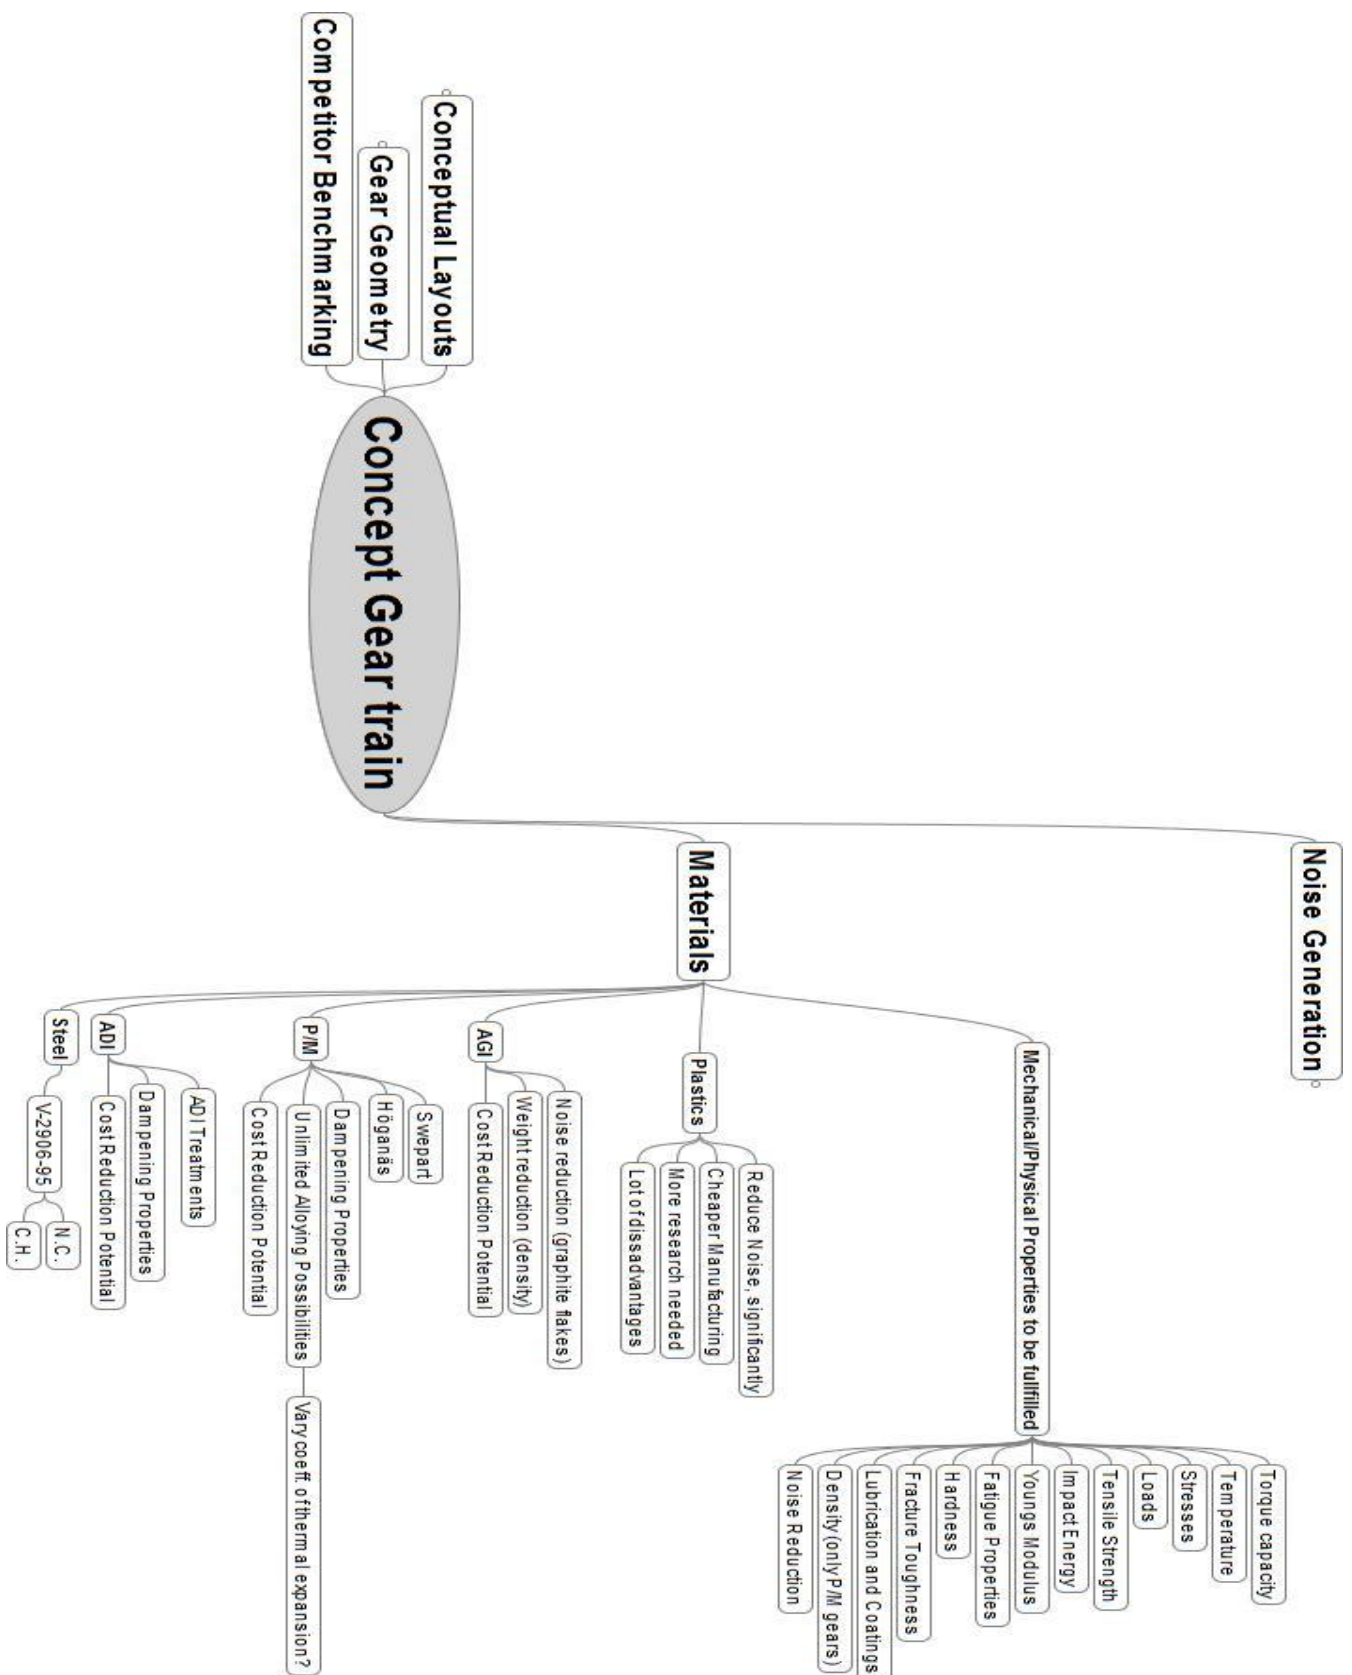 Concept Gear train
Conceptual Layouts
Gear Geometry
Competitor Benchmarking
Noise Generation
Materials
Mechanical/Physical Properties to be fullfilled
Torque capacity
Temperature
Stresses
Loads
Tensile Strength
Impact Energy
Youngs Modulus
Fatigue Properties
Hardness
Fracture Toughness
Lubrication and Coatings
Density (only P/M gears)
Noise Reduction
Plastics
Reduce Noise, significantly
Cheaper Manufacturing
More research needed
Lot of dissadvantages
AGI
Noise reduction (graphite flakes)
Weight reduction (density)
Cost Reduction Potential
P/M
Swepart
Höganäs
Dampening Properties
Unlimited Alloying Possibilities
Vary coeff. of thermal expansion?
Cost Reduction Potential
ADI
ADI Treatments
Dampening Properties
Cost Reduction Potential
Steel
V-2906-95
N.C.
C.H.